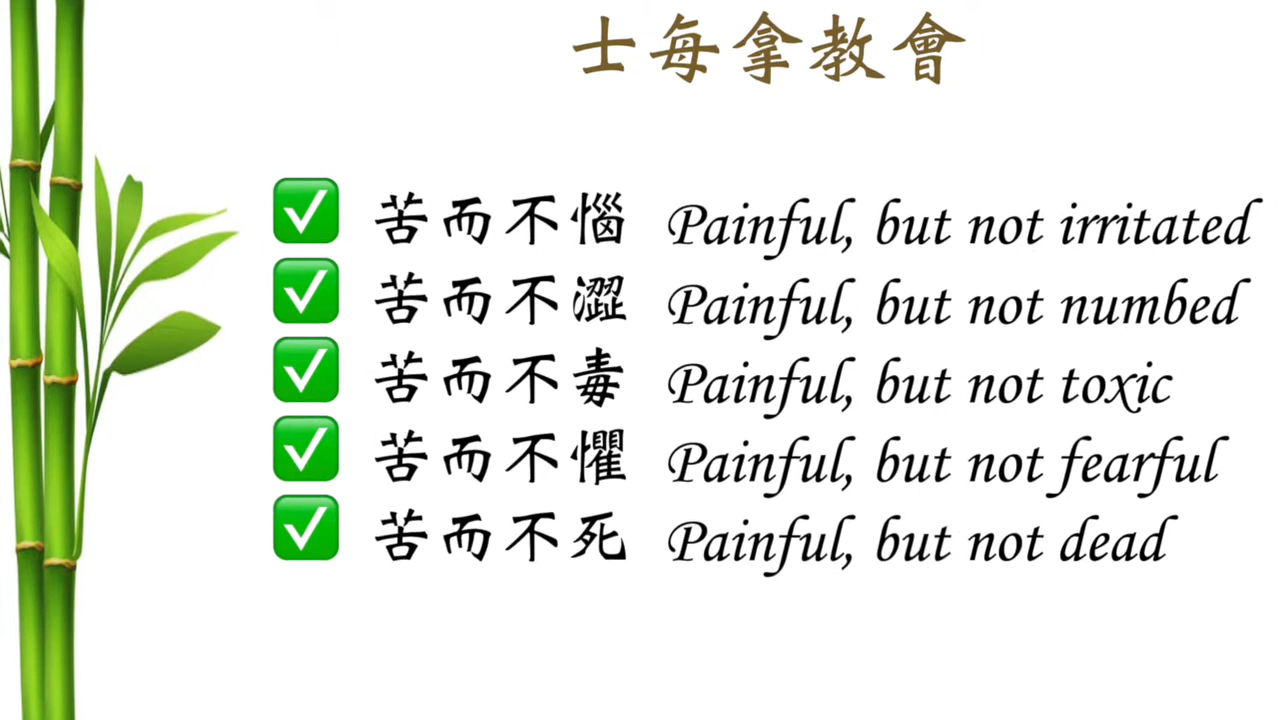 士每拿教會
苦而不惱 Painful, but not irritated
苦而不澀 Painful, but not numbed
苦而不毒 Painful, but not toxic
苦而不懼 Painful, but not fearful
苦而不死 Painful, but not dead